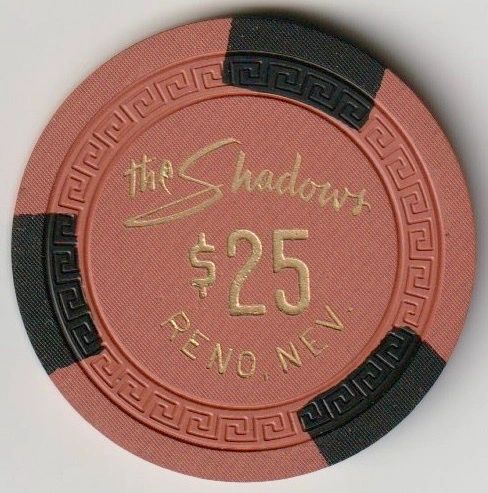 the Shadows
$25
RENO, NEV.